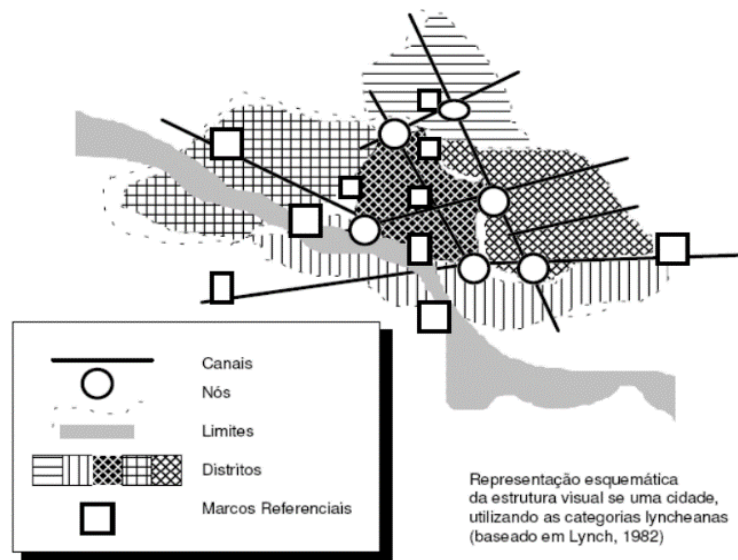 Canais
Nós
Limites
Distritos
Marcos Referenciais
Representação esquemática
da estrutura visual se uma cidade,
utilizando as categorias lyncheanas
(baseado em Lynch, 1982)